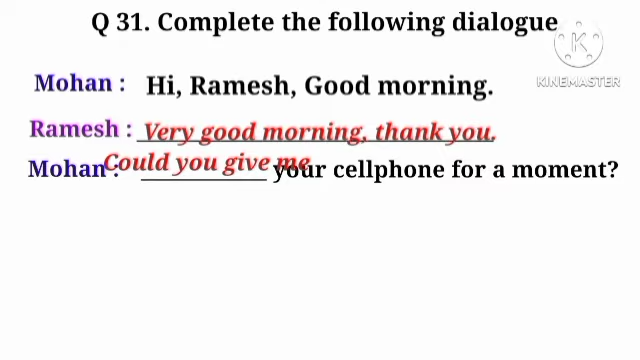 Q 31. Complete the following dialogue
K
KINEMASTER
Mohan : Hi, Ramesh, Good morning.
Ramesh : Very good morning, thank you.
Mohan : Could you give me your cellphone for a moment?